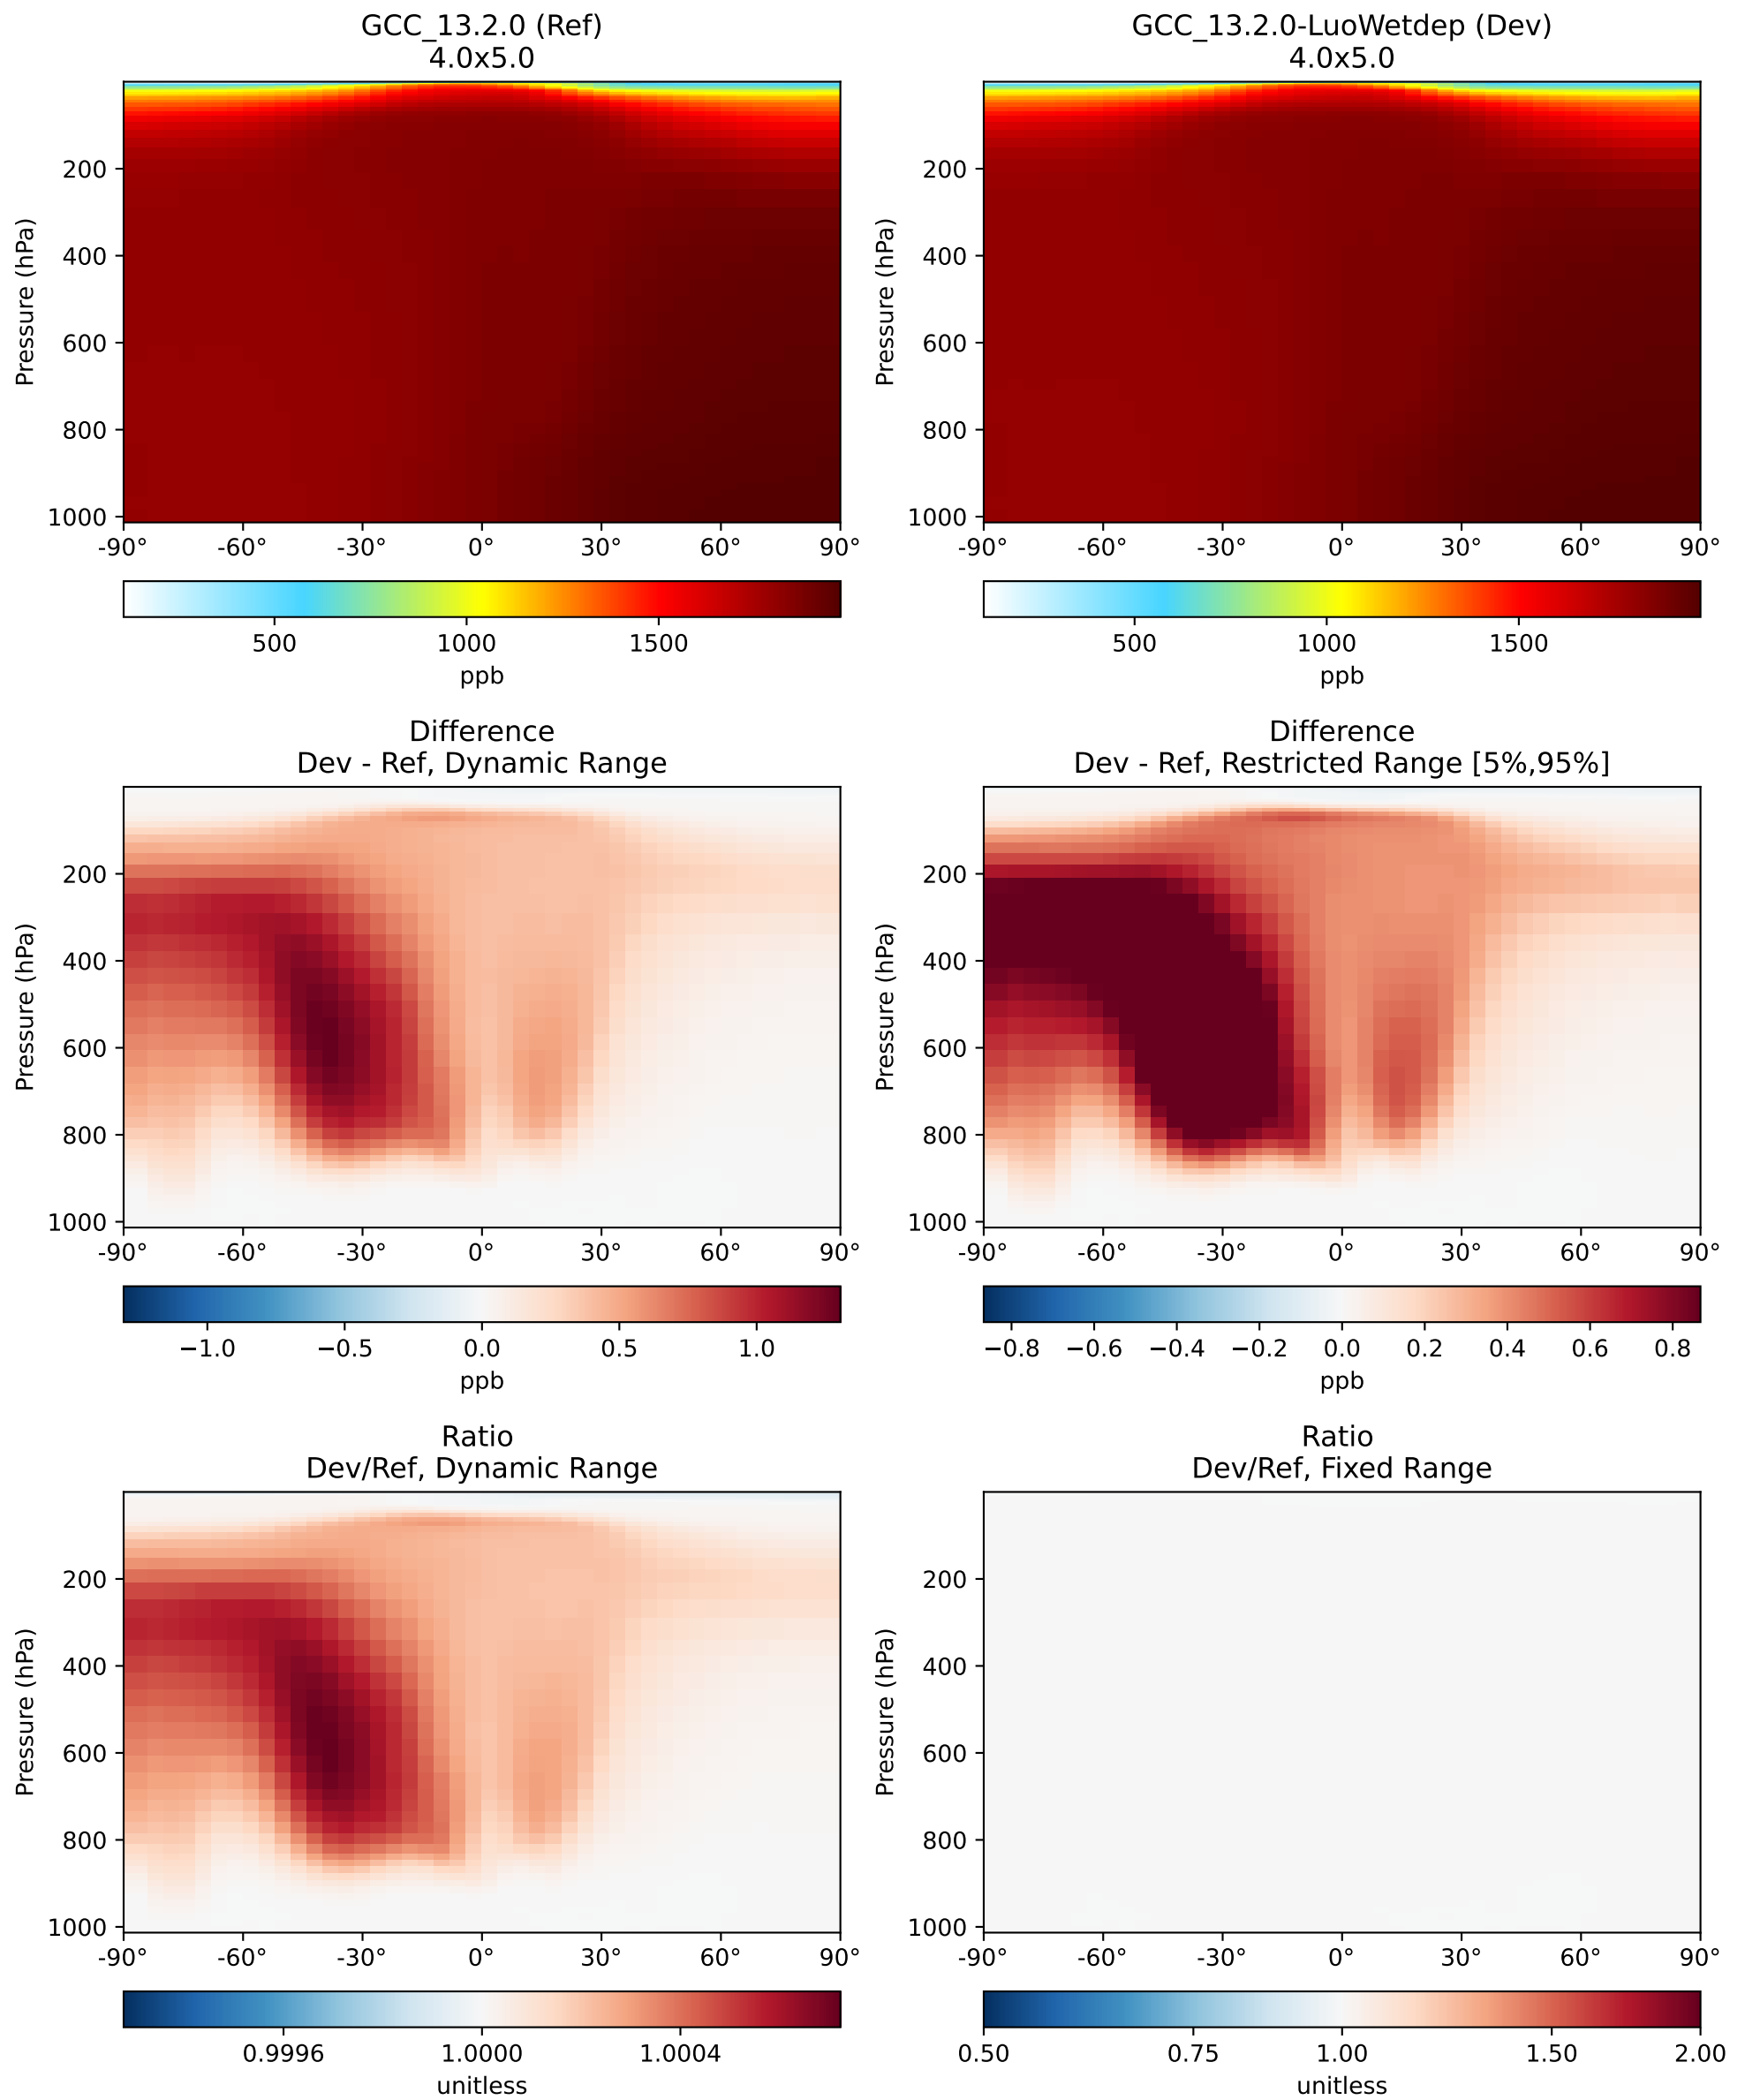 GCC_13.2.0 (Ref)
4.0x5.0
GCC_13.2.0-LuoWetdep (Dev)
4.0x5.0
Pressure (hPa)
200
400
600
800
1000
-90° -60° -30° 0° 30° 60° 90°
500 1000 1500
ppb
Pressure (hPa)
200
400
600
800
1000
-90° -60° -30° 0° 30° 60° 90°
500 1000 1500
ppb
Difference
Dev - Ref, Dynamic Range
Pressure (hPa)
200
400
600
800
1000
-90° -60° -30° 0° 30° 60° 90°
−1.0 −0.5 0.0 0.5 1.0
ppb
Difference
Dev - Ref, Restricted Range [5%,95%]
Pressure (hPa)
200
400
600
800
1000
-90° -60° -30° 0° 30° 60° 90°
−0.8 −0.6 −0.4 −0.2 0.0 0.2 0.4 0.6 0.8
ppb
Ratio
Dev/Ref, Dynamic Range
Pressure (hPa)
200
400
600
800
1000
-90° -60° -30° 0° 30° 60° 90°
0.9996 1.0000 1.0004
unitless
Ratio
Dev/Ref, Fixed Range
Pressure (hPa)
200
400
600
800
1000
-90° -60° -30° 0° 30° 60° 90°
0.50 0.75 1.00 1.50 2.00
unitless